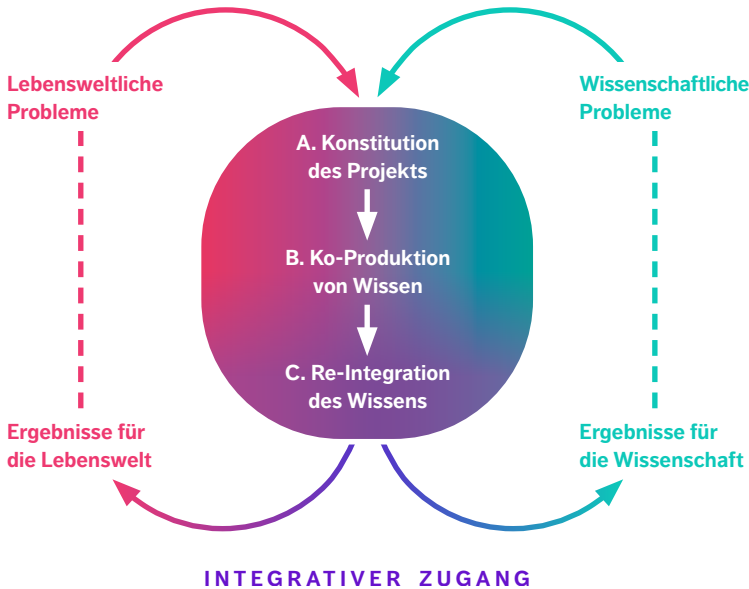 Lebensweltliche
Probleme
Wissenschaftliche
Probleme
A. Konstitution
des Projekts
B. Ko-Produktion
von Wissen
C. Re-Integration
des Wissens
Ergebnisse für
die Lebenswelt
Ergebnisse für
die Wissenschaft
INTEGRATIVER ZUGANG